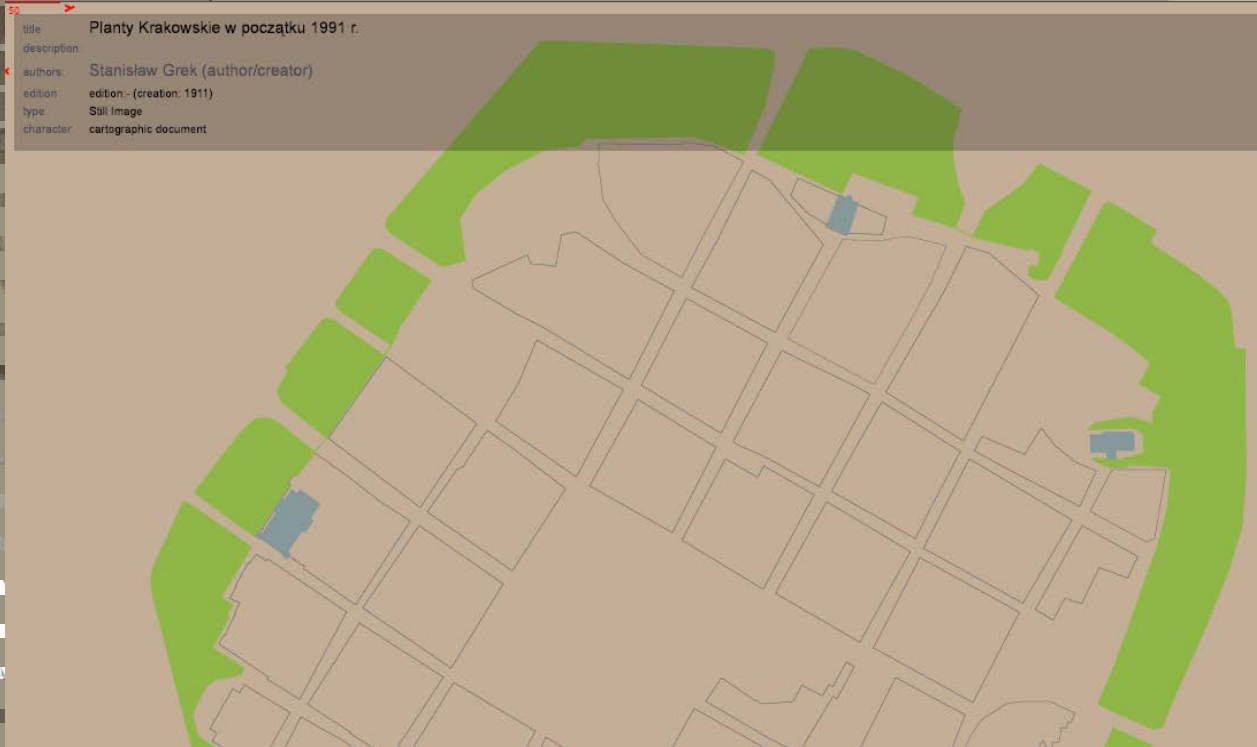 50
title Planty Krakowskie w początku 1991 r.
description:
authors: Stanisław Grek (author/creator)
edition edition:- (creation: 1911)
type Still Image
character cartographic document